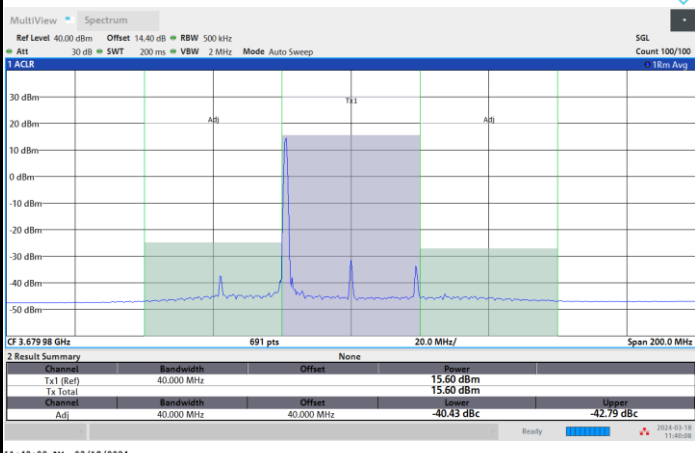 MultiView Spectrum
Ref Level 40.00 dBm Offset 14.40 dB RBW 500 kHz SGL
Att 30 dB SWT 200 ms VBW 2 MHz Mode Auto Sweep Count 100/100
1 ACLR 1Rm Avg
30 dBm
Tx1
20 dBm
Adj Adj
10 dBm
0 dBm
-10 dBm
-20 dBm
-30 dBm
-40 dBm
-50 dBm
CF 3.679 98 GHz 691 pts 20.0 MHz/ Span 200.0 MHz
2 Result Summary None
Channel Bandwidth Offset Power
Tx1 (Ref) 40.000 MHz 15.60 dBm
Tx Total 15.60 dBm
Channel Bandwidth Offset Lower Upper
Adj 40.000 MHz 40.000 MHz -40.43 dBc -42.79 dBc
Ready 2024-03-18
11:40:08